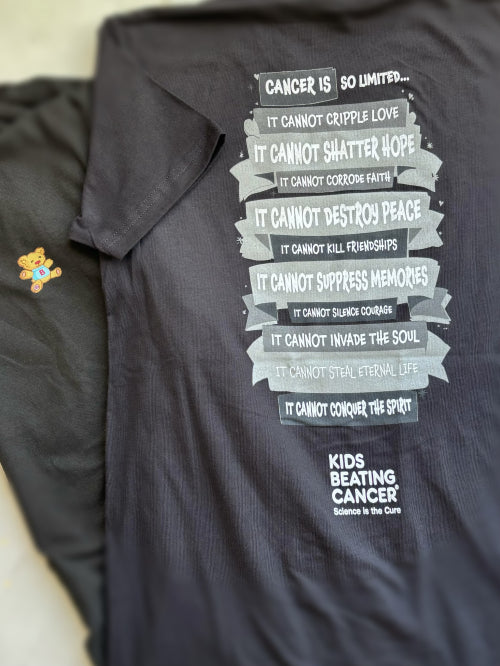 CANCER IS SO LIMITED...
IT CANNOT CRIPPLE LOVE
IT CANNOT SHATTER HOPE
IT CANNOT CORRODE FAITH
IT CANNOT DESTROY PEACE
IT CANNOT KILL FRIENDSHIPS
IT CANNOT SUPPRESS MEMORIES
IT CANNOT SILENCE COURAGE
IT CANNOT INVADE THE SOUL
IT CANNOT STEAL ETERNAL LIFE
IT CANNOT CONQUER THE SPIRIT
KIDS
BEATING
CANCER®
Science is the Cure